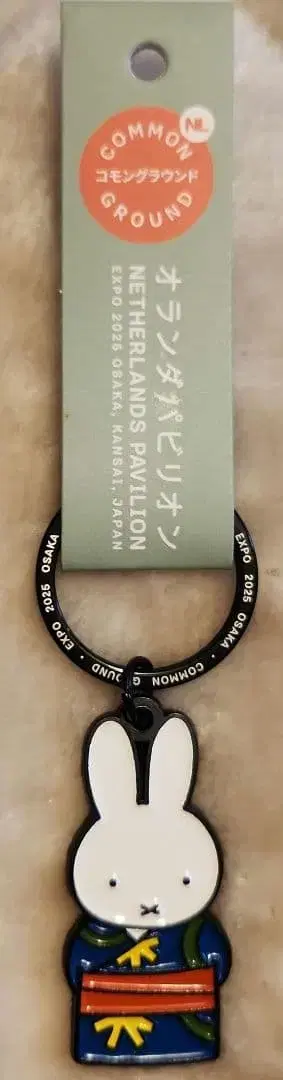 NL
COMMON
コモングラウンド
GROUND
オランダパビリオン
NETHERLANDS PAVILION
EXPO 2025 OSAKA, KANSAI, JAPAN
EXPO 2025 OSAKA · COMMON GROUND · EXPO 2025 OSAKA